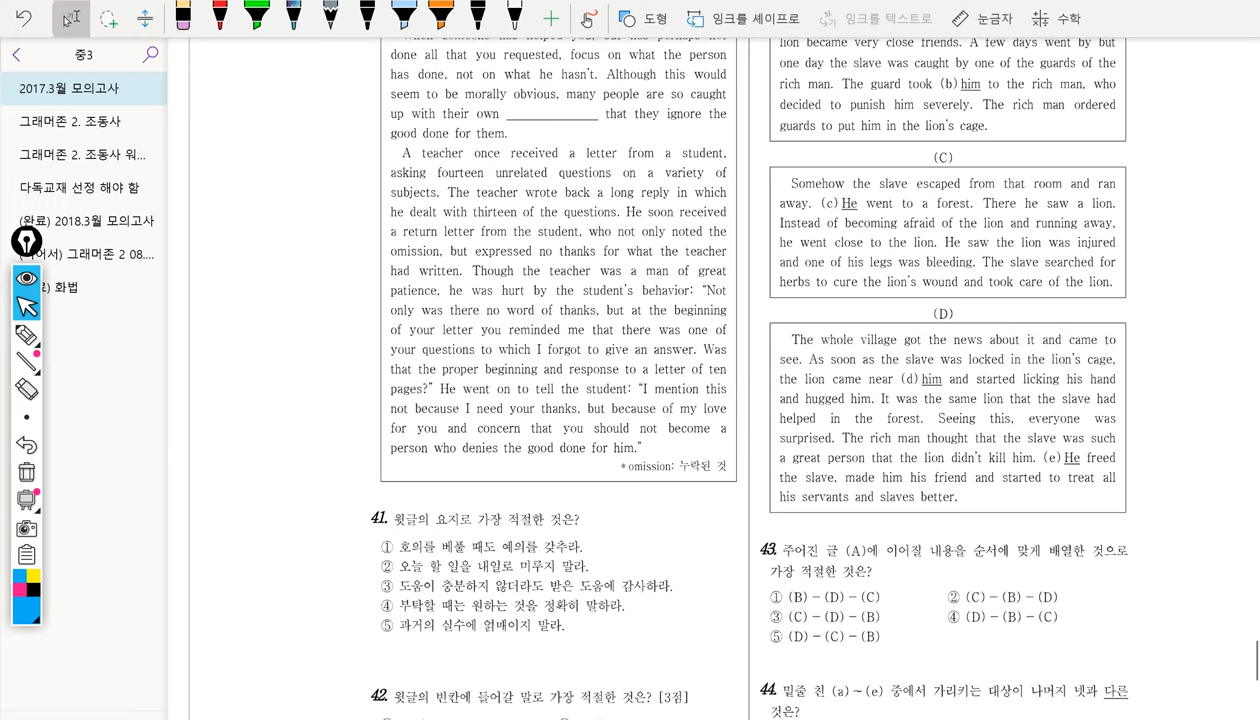 도형
잉크를 셰이프로
잉크를 텍스트로
눈금자
수학
중3
2017.3월 모의고사
그래머존 2. 조동사
그래머존 2. 조동사 워...
다독교재 선정 해야 함
(완료) 2018.3월 모의고사
어서) 그래머존 2 08....
) 화법
When someone has helped you, but has perhaps not
done all that you requested, focus on what the person
has done, not on what he hasn't. Although this would
seem to be morally obvious, many people are so caught
up with their own ______________ that they ignore the
good done for them.
A teacher once received a letter from a student,
asking fourteen unrelated questions on a variety of
subjects. The teacher wrote back a long reply in which
he dealt with thirteen of the questions. He soon received
a return letter from the student, who not only noted the
omission, but expressed no thanks for what the teacher
had written. Though the teacher was a man of great
patience, he was hurt by the student's behavior: “Not
only was there no word of thanks, but at the beginning
of your letter you reminded me that there was one of
your questions to which I forgot to give an answer. Was
that the proper beginning and response to a letter of ten
pages?” He went on to tell the student: “I mention this
not because I need your thanks, but because of my love
for you and concern that you should not become a
person who denies the good done for him.”
* omission: 누락된 것
41. 윗글의 요지로 가장 적절한 것은?
① 호의를 베풀 때도 예의를 갖추라.
② 오늘 할 일을 내일로 미루지 말라.
③ 도움이 충분하지 않더라도 받은 도움에 감사하라.
④ 부탁할 때는 원하는 것을 정확히 말하라.
⑤ 과거의 실수에 얽매이지 말라.
42. 윗글의 빈칸에 들어갈 말로 가장 적절한 것은? [3점]
lion became very close friends. A few days went by but
one day the slave was caught by one of the guards of the
rich man. The guard took (b) him to the rich man, who
decided to punish him severely. The rich man ordered
guards to put him in the lion's cage.
(C)
Somehow the slave escaped from that room and ran
away. (c) He went to a forest. There he saw a lion.
Instead of becoming afraid of the lion and running away,
he went close to the lion. He saw the lion was injured
and one of his legs was bleeding. The slave searched for
herbs to cure the lion's wound and took care of the lion.
(D)
The whole village got the news about it and came to
see. As soon as the slave was locked in the lion's cage,
the lion came near (d) him and started licking his hand
and hugged him. It was the same lion that the slave had
helped in the forest. Seeing this, everyone was
surprised. The rich man thought that the slave was such
a great person that the lion didn't kill him. (e) He freed
the slave, made him his friend and started to treat all
his servants and slaves better.
43. 주어진 글 (A)에 이어질 내용을 순서에 맞게 배열한 것으로
가장 적절한 것은?
① (B) - (D) - (C) ② (C) - (B) - (D)
③ (C) - (D) - (B) ④ (D) - (B) - (C)
⑤ (D) - (C) - (B)
44. 밑줄 친 (a) ~ (e) 중에서 가리키는 대상이 나머지 넷과 다른
것은?